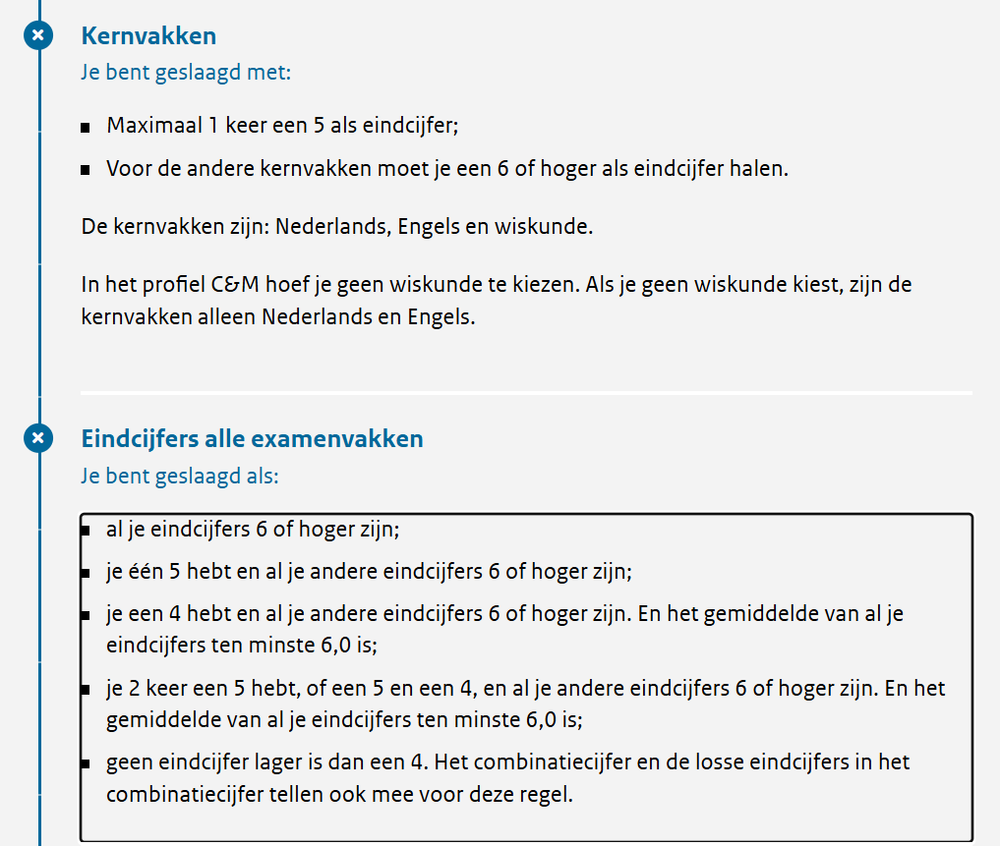 Kernvakken
Je bent geslaagd met:
Maximaal 1 keer een 5 als eindcijfer;
Voor de andere kernvakken moet je een 6 of hoger als eindcijfer halen.
De kernvakken zijn: Nederlands, Engels en wiskunde.
In het profiel C&M hoef je geen wiskunde te kiezen. Als je geen wiskunde kiest, zijn de
kernvakken alleen Nederlands en Engels.
Eindcijfers alle examenvakken
Je bent geslaagd als:
al je eindcijfers 6 of hoger zijn;
je één 5 hebt en al je andere eindcijfers 6 of hoger zijn;
je een 4 hebt en al je andere eindcijfers 6 of hoger zijn. En het gemiddelde van al je
eindcijfers ten minste 6,0 is;
je 2 keer een 5 hebt, of een 5 en een 4, en al je andere eindcijfers 6 of hoger zijn. En het
gemiddelde van al je eindcijfers ten minste 6,0 is;
geen eindcijfer lager is dan een 4. Het combinatiecijfer en de losse eindcijfers in het
combinatiecijfer tellen ook mee voor deze regel.